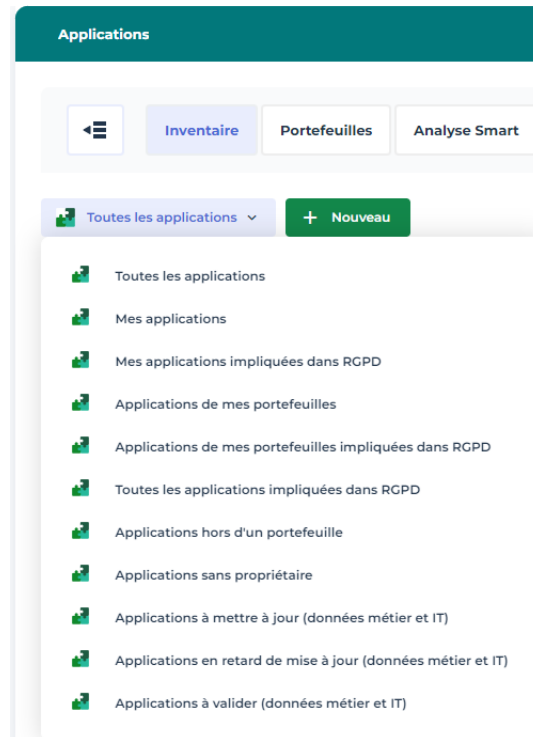 Applications
Inventaire
Portefeuilles
Analyse Smart
Toutes les applications
+ Nouveau
Toutes les applications
Mes applications
Mes applications impliquées dans RGPD
Applications de mes portefeuilles
Applications de mes portefeuilles impliquées dans RGPD
Toutes les applications impliquées dans RGPD
Applications hors d'un portefeuille
Applications sans propriétaire
Applications à mettre à jour (données métier et IT)
Applications en retard de mise à jour (données métier et IT)
Applications à valider (données métier et IT)